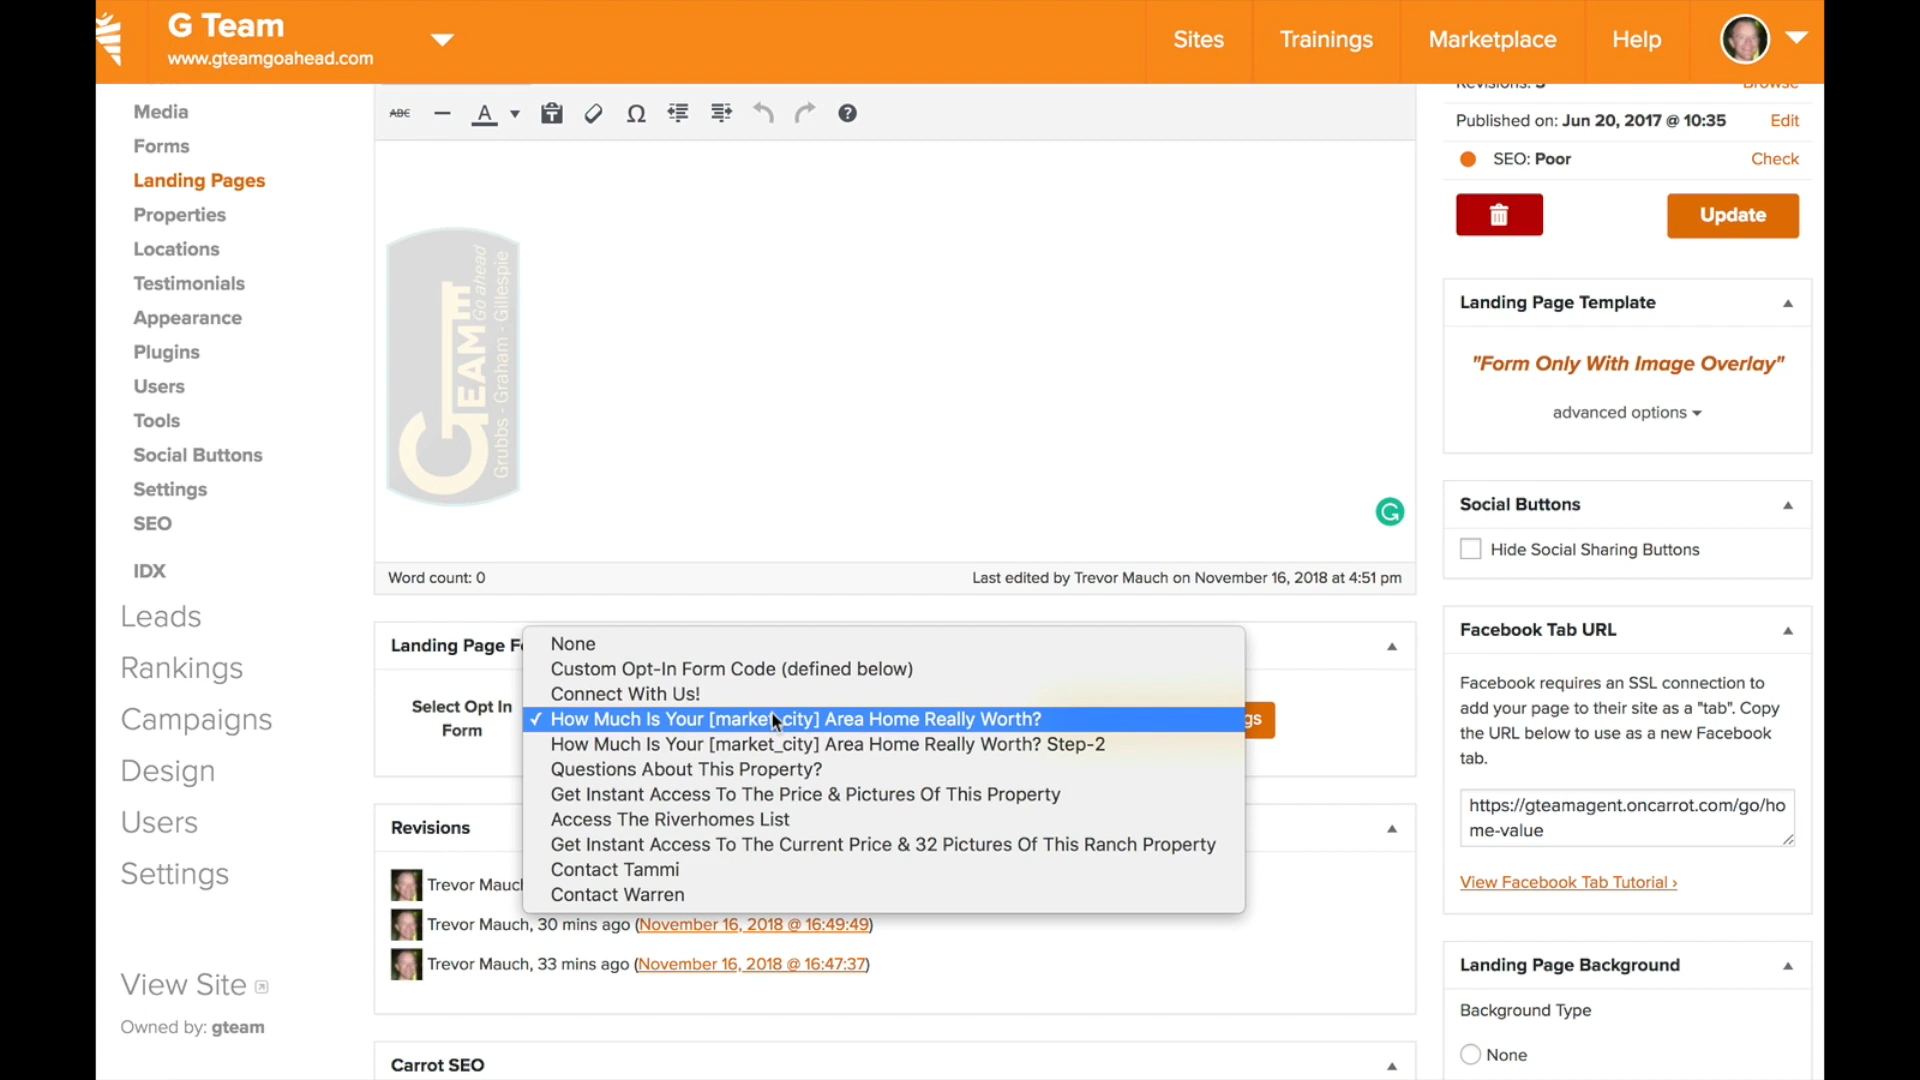 G Team
www.gteamgoahead.com
Sites
Trainings
Marketplace
Help
Media
Forms
Landing Pages
Properties
Locations
Testimonials
Appearance
Plugins
Users
Tools
Social Buttons
Settings
SEO
IDX
Leads
Rankings
Campaigns
Design
Users
Settings
View Site
Owned by: gteam
ABC
A
T
Ω
?
GTEAM
Go ahead
Grubbs - Graham - Gillespie
Word count: 0
Last edited by Trevor Mauch on November 16, 2018 at 4:51 pm
Landing Page F
Select Opt In
Form
None
Custom Opt-In Form Code (defined below)
Connect With Us!
✓ How Much Is Your [market_city] Area Home Really Worth?
How Much Is Your [market_city] Area Home Really Worth? Step-2
Questions About This Property?
Get Instant Access To The Price & Pictures Of This Property
Access The Riverhomes List
Get Instant Access To The Current Price & 32 Pictures Of This Ranch Property
Contact Tammi
Contact Warren
gs
Revisions
Trevor Mauch
Trevor Mauch, 30 mins ago (November 16, 2018 @ 16:49:49)
Trevor Mauch, 33 mins ago (November 16, 2018 @ 16:47:37)
Carrot SEO
Revisions:
Browse
Published on: Jun 20, 2017 @ 10:35
Edit
SEO: Poor
Check
Update
Landing Page Template
"Form Only With Image Overlay"
advanced options
Social Buttons
Hide Social Sharing Buttons
Facebook Tab URL
Facebook requires an SSL connection to
add your page to their site as a "tab". Copy
the URL below to use as a new Facebook
tab.
https://gteamagent.oncarrot.com/go/ho
me-value
View Facebook Tab Tutorial ›
Landing Page Background
Background Type
None